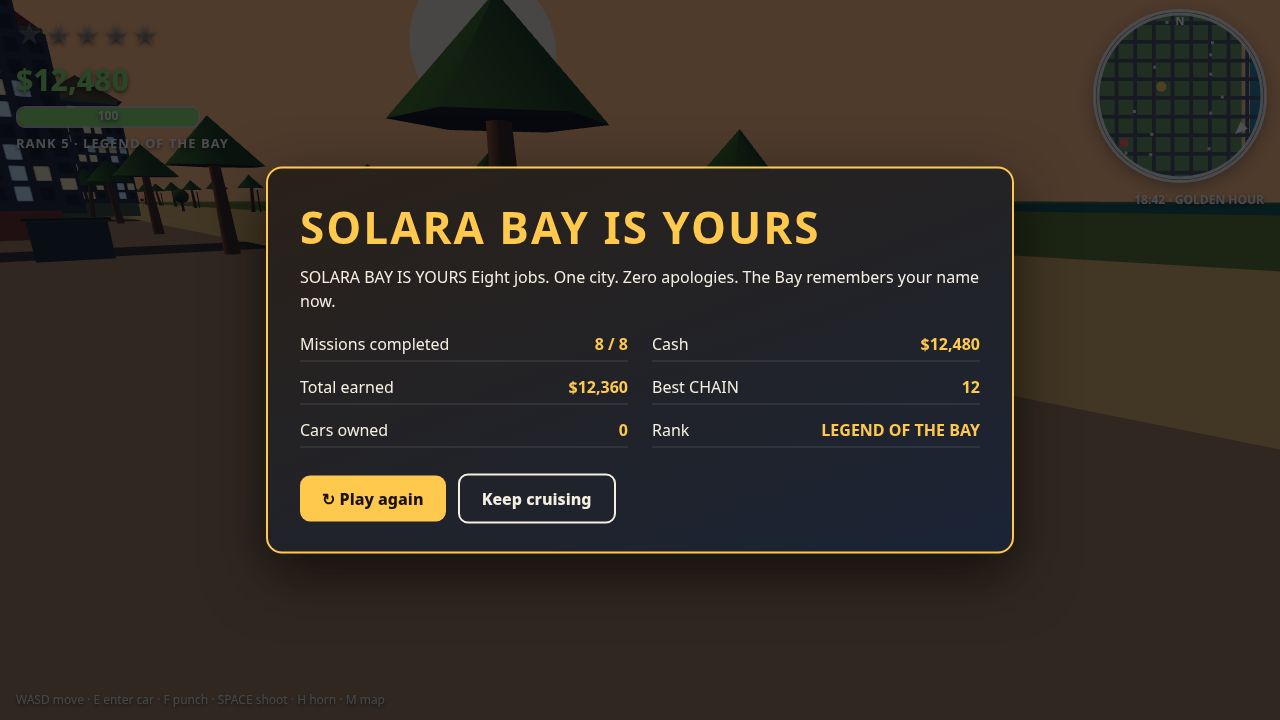 ★★★★★
$12,480
100
RANK 5 · LEGEND OF THE BAY
N
18:42 · GOLDEN HOUR
SOLARA BAY IS YOURS
SOLARA BAY IS YOURS Eight jobs. One city. Zero apologies. The Bay remembers your name
now.
Missions completed 8 / 8 Cash $12,480
Total earned $12,360 Best CHAIN 12
Cars owned 0 Rank LEGEND OF THE BAY
↻ Play again Keep cruising
WASD move · E enter car · F punch · SPACE shoot · H horn · M map